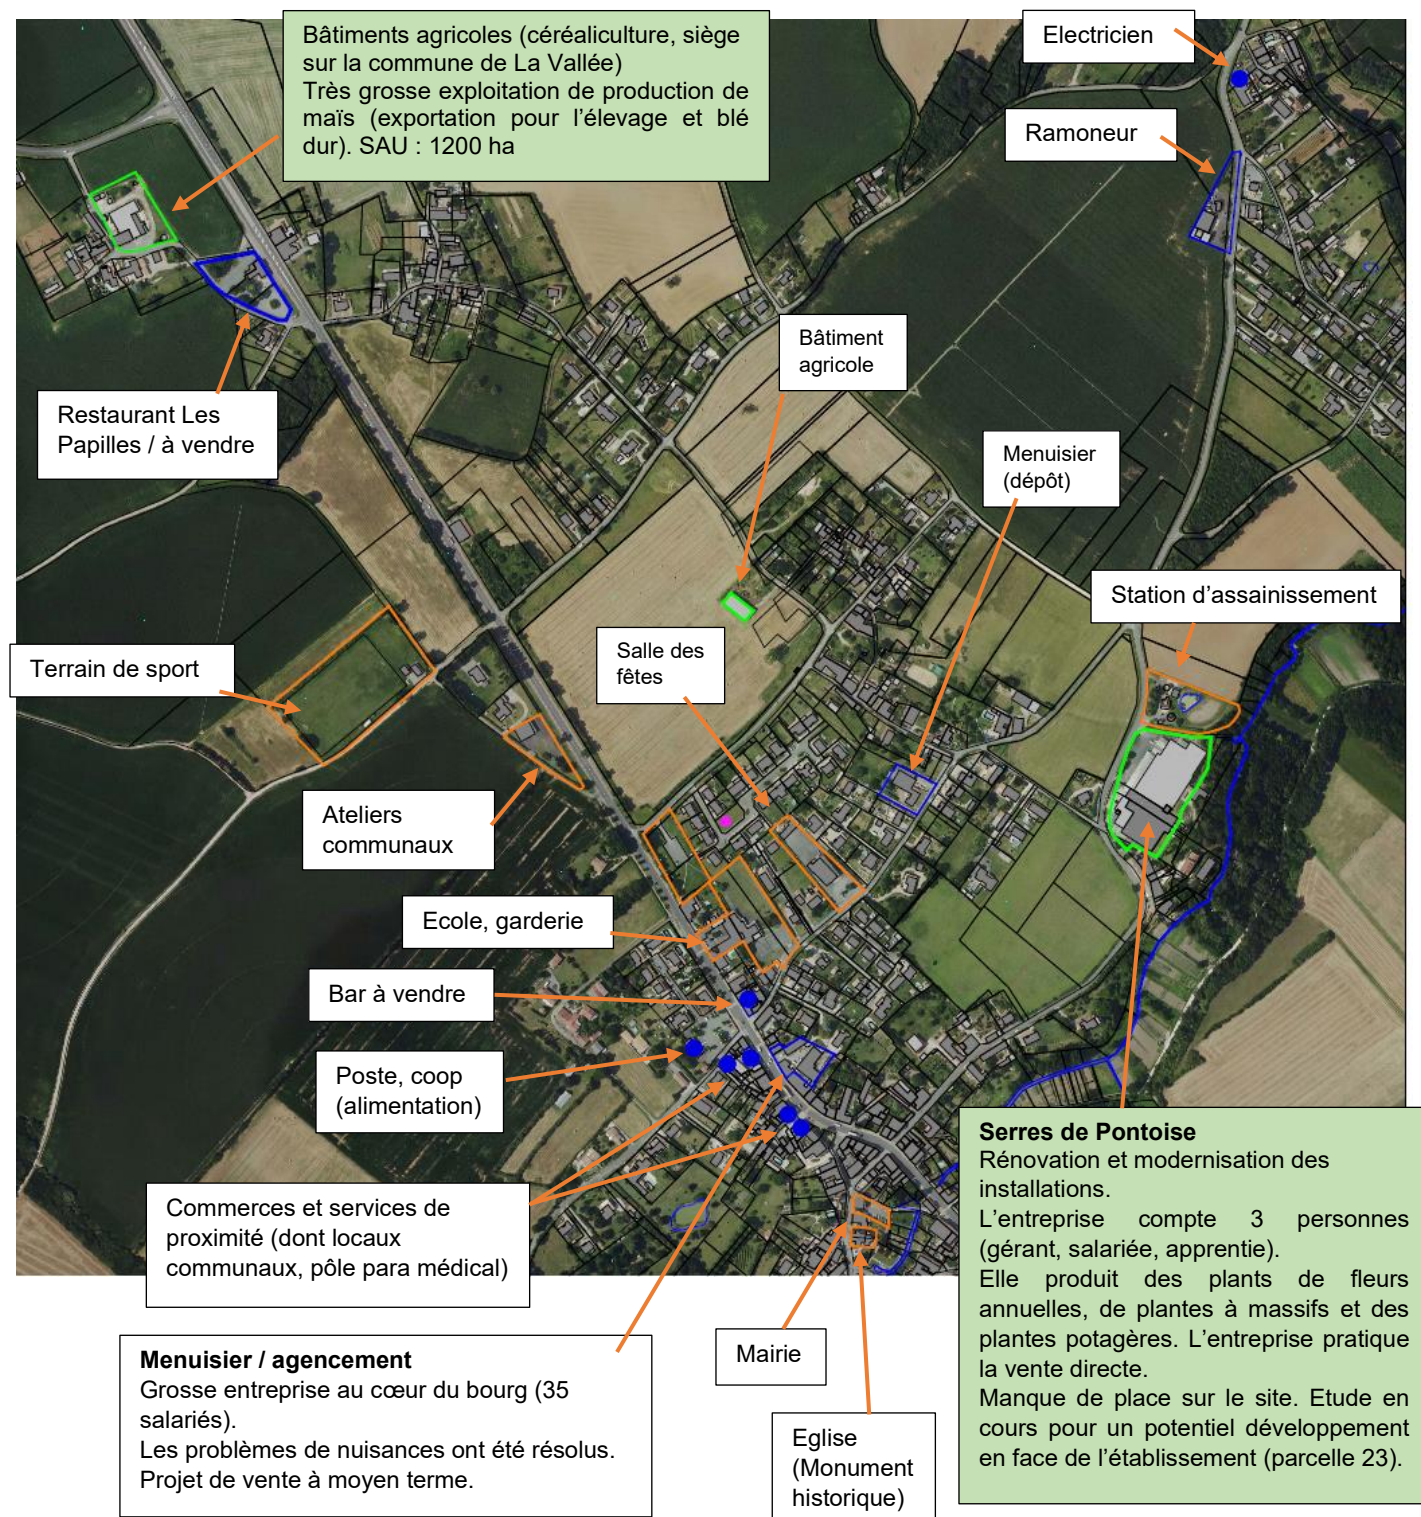 Bâtiments agricoles (céréaliculture, siège
sur la commune de La Vallée)
Très grosse exploitation de production de
maïs (exportation pour l'élevage et blé
dur). SAU : 1200 ha
Electricien
Ramoneur
Bâtiment
agricole
Restaurant Les
Papilles / à vendre
Menuisier
(dépôt)
Station d'assainissement
Salle des
fêtes
Terrain de sport
Ateliers
communaux
Ecole, garderie
Bar à vendre
Poste, coop
(alimentation)
Commerces et services de
proximité (dont locaux
communaux, pôle para médical)
Serres de Pontoise
Rénovation et modernisation des
installations.
L'entreprise compte 3 personnes
(gérant, salariée, apprentie).
Elle produit des plants de fleurs
annuelles, de plantes à massifs et des
plantes potagères. L'entreprise pratique
la vente directe.
Manque de place sur le site. Etude en
cours pour un potentiel développement
en face de l'établissement (parcelle 23).
Menuisier / agencement
Grosse entreprise au cœur du bourg (35
salariés).
Les problèmes de nuisances ont été résolus.
Projet de vente à moyen terme.
Mairie
Eglise
(Monument
historique)